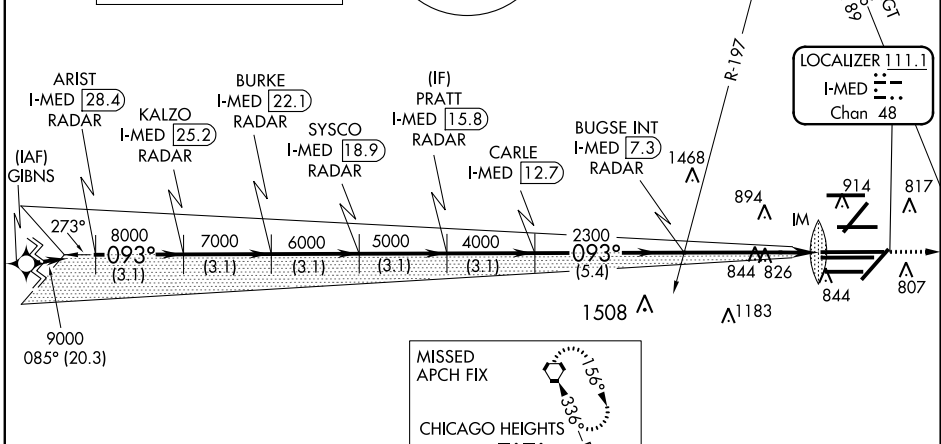 R-197
89
GT
LOCALIZER 111.1
I-MED
Chan 48
ARIST
I-MED 28.4
RADAR
KALZO
I-MED 25.2
RADAR
BURKE
I-MED 22.1
RADAR
SYSCO
I-MED 18.9
RADAR
(IF)
PRATT
I-MED 15.8
RADAR
CARLE
I-MED 12.7
BUGSE INT
I-MED 7.3
RADAR
(IAF)
GIBNS
1468
894
914
817
IM
273°
8000
7000
6000
5000
4000
2300
093°
093°
(3.1)
(3.1)
(3.1)
(3.1)
(3.1)
(5.4)
844
826
844
807
1508
1183
9000
085° (20.3)
MISSED
APCH FIX
156°
336°
CHICAGO HEIGHTS